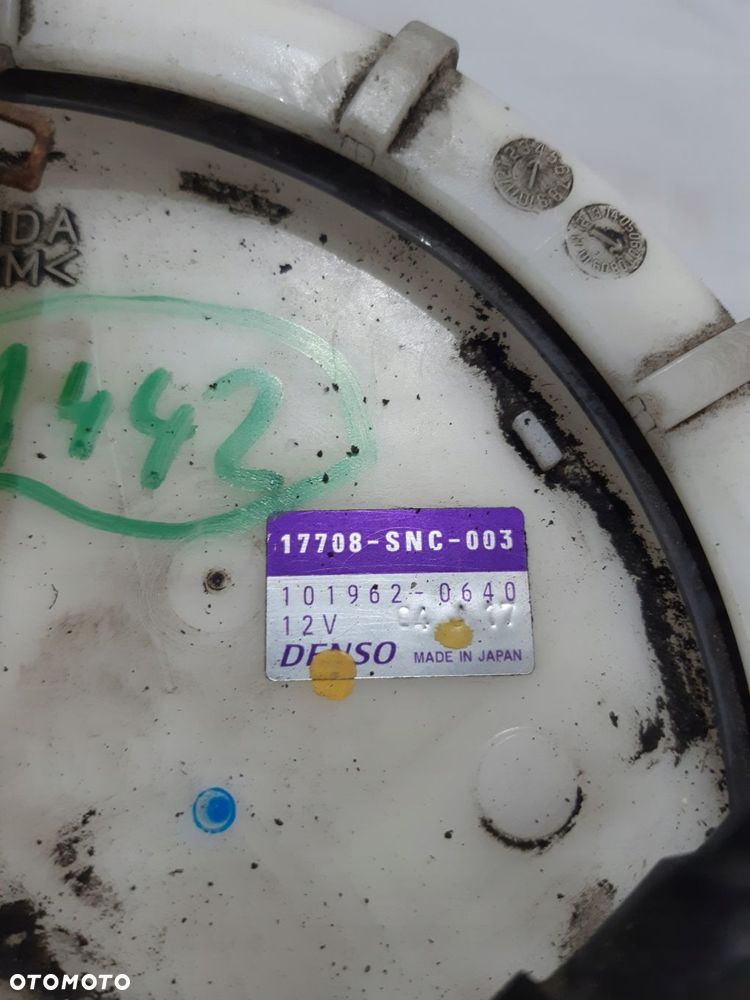 1442
17708-SNC-003
101962-0640
12V
DENSO MADE IN JAPAN
OTOMOTO